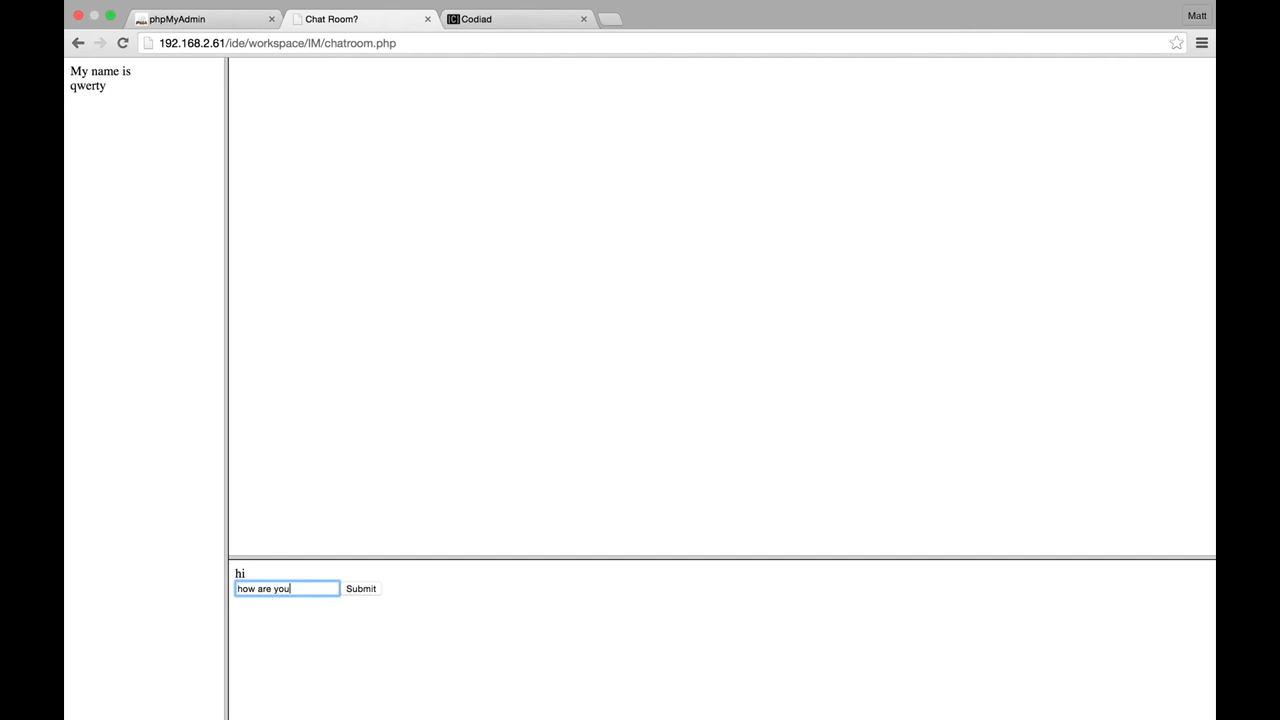 phpMyAdmin
Chat Room?
[C] Codiad
Matt
192.168.2.61/ide/workspace/IM/chatroom.php
My name is
qwerty
hi
how are you
Submit